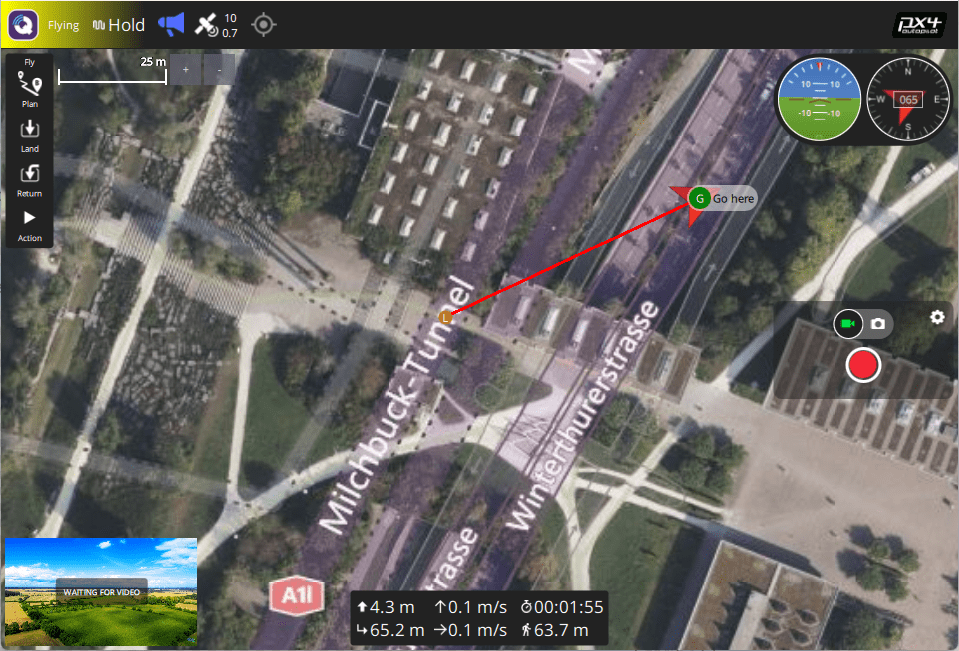 Flying
Hold
10
0.7
px4
autopilot
Fly
25 m
+
-
Plan
Land
Return
Action
10 10
-10 -10
N
W 065 E
S
G Go here
L
Milchbuck-Tunnel
Winterthurerstrasse
strasse
A1l
WAITING FOR VIDEO
4.3 m 0.1 m/s 00:01:55
65.2 m 0.1 m/s 63.7 m